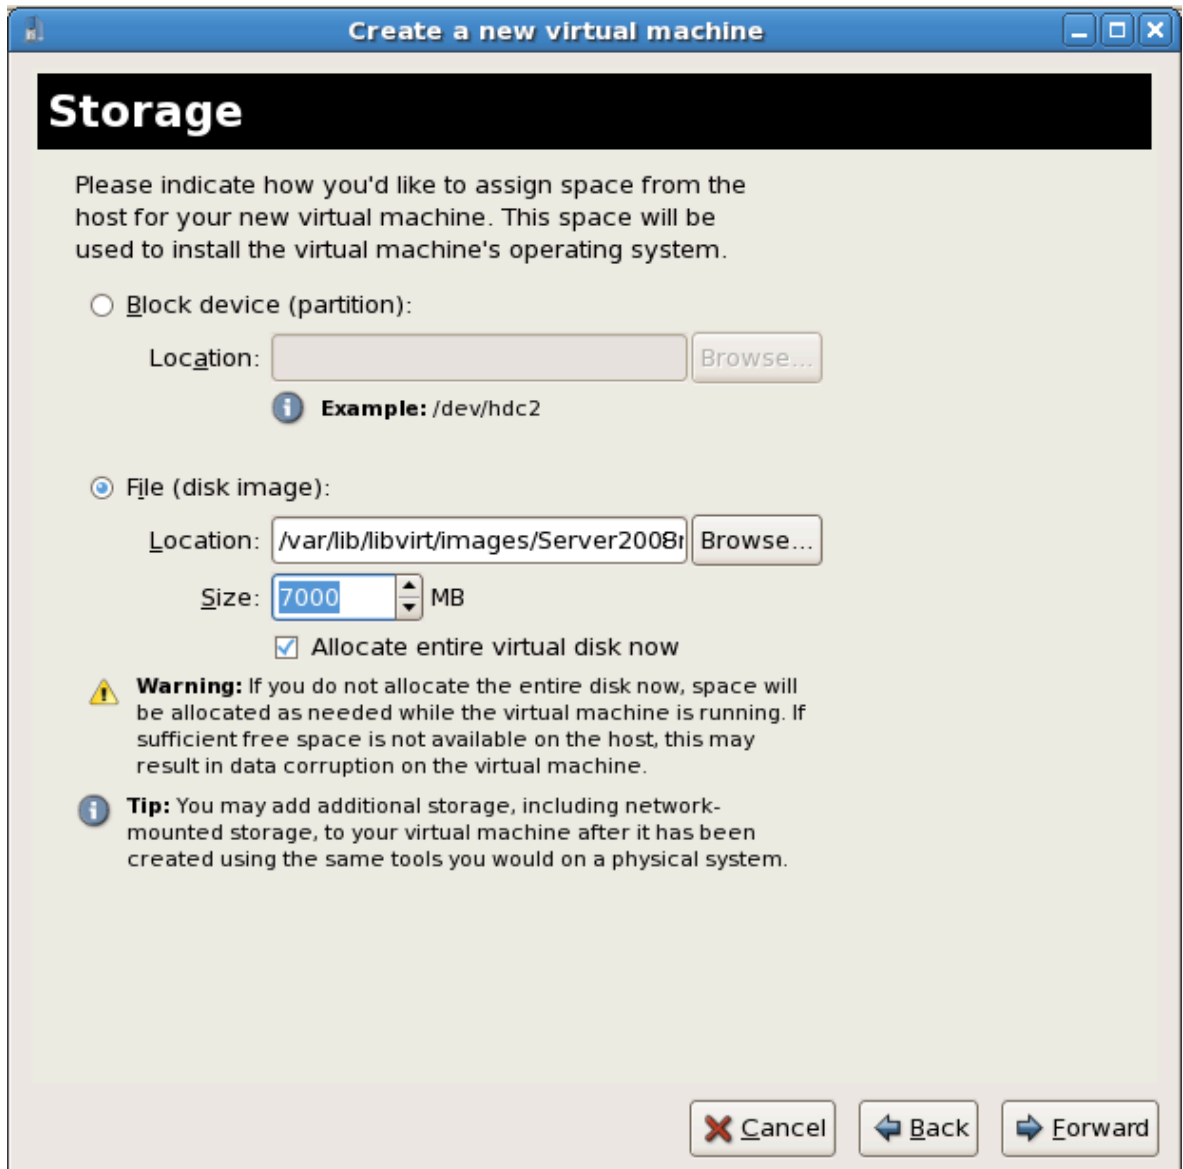 Create a new virtual machine
Storage
Please indicate how you'd like to assign space from the
host for your new virtual machine. This space will be
used to install the virtual machine's operating system.
Block device (partition):
Location: Browse...
Example: /dev/hdc2
File (disk image):
Location: /var/lib/libvirt/images/Server2008r Browse...
Size: 7000 MB
Allocate entire virtual disk now
Warning: If you do not allocate the entire disk now, space will
be allocated as needed while the virtual machine is running. If
sufficient free space is not available on the host, this may
result in data corruption on the virtual machine.
Tip: You may add additional storage, including network-
mounted storage, to your virtual machine after it has been
created using the same tools you would on a physical system.
Cancel Back Forward